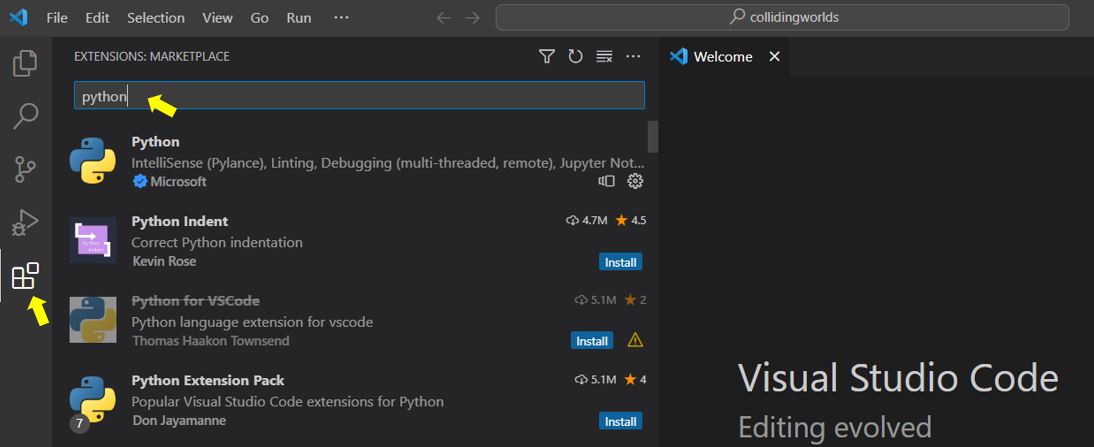 File Edit Selection View Go Run ···
collidingworlds
EXTENSIONS: MARKETPLACE
Welcome
python
Python
IntelliSense (Pylance), Linting, Debugging (multi-threaded, remote), Jupyter Not...
Microsoft
Python Indent 4.7M 4.5
Correct Python indentation
Kevin Rose Install
Python for VSCode 5.1M 2
Python language extension for vscode
Thomas Haakon Townsend Install
Python Extension Pack 5.1M 4
Popular Visual Studio Code extensions for Python
7 Don Jayamanne Install
Visual Studio Code
Editing evolved